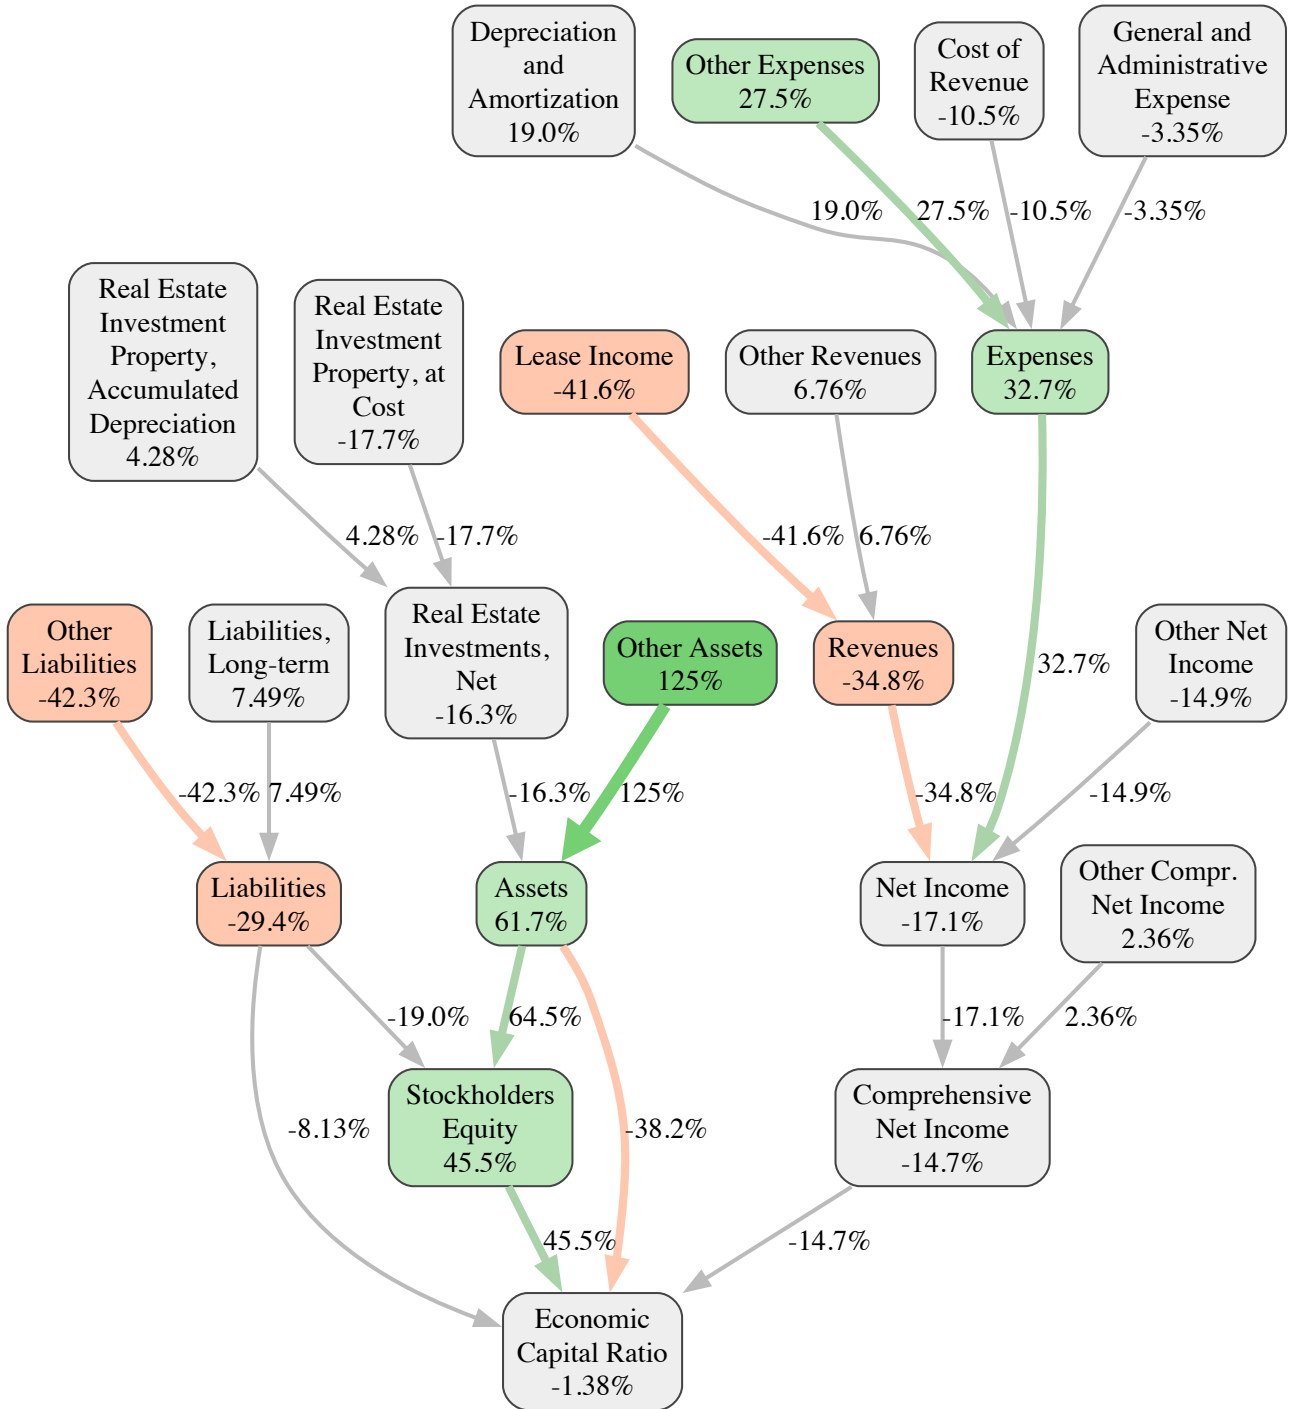 Depreciation
and
Amortization
19.0%
Other Expenses
27.5%
Cost of
Revenue
-10.5%
General and
Administrative
Expense
-3.35%
19.0%
27.5%
-10.5%
-3.35%
Real Estate
Investment
Property,
Accumulated
Depreciation
4.28%
Real Estate
Investment
Property, at
Cost
-17.7%
Lease Income
-41.6%
Other Revenues
6.76%
Expenses
32.7%
4.28%
-17.7%
-41.6%
6.76%
Other
Liabilities
-42.3%
Liabilities,
Long-term
7.49%
Real Estate
Investments,
Net
-16.3%
Other Assets
125%
Revenues
-34.8%
32.7%
Other Net
Income
-14.9%
-42.3%
7.49%
-16.3%
125%
-34.8%
-14.9%
Liabilities
-29.4%
Assets
61.7%
Net Income
-17.1%
Other Compr.
Net Income
2.36%
-19.0%
64.5%
-17.1%
2.36%
-8.13%
Stockholders
Equity
45.5%
-38.2%
Comprehensive
Net Income
-14.7%
45.5%
-14.7%
Economic
Capital Ratio
-1.38%